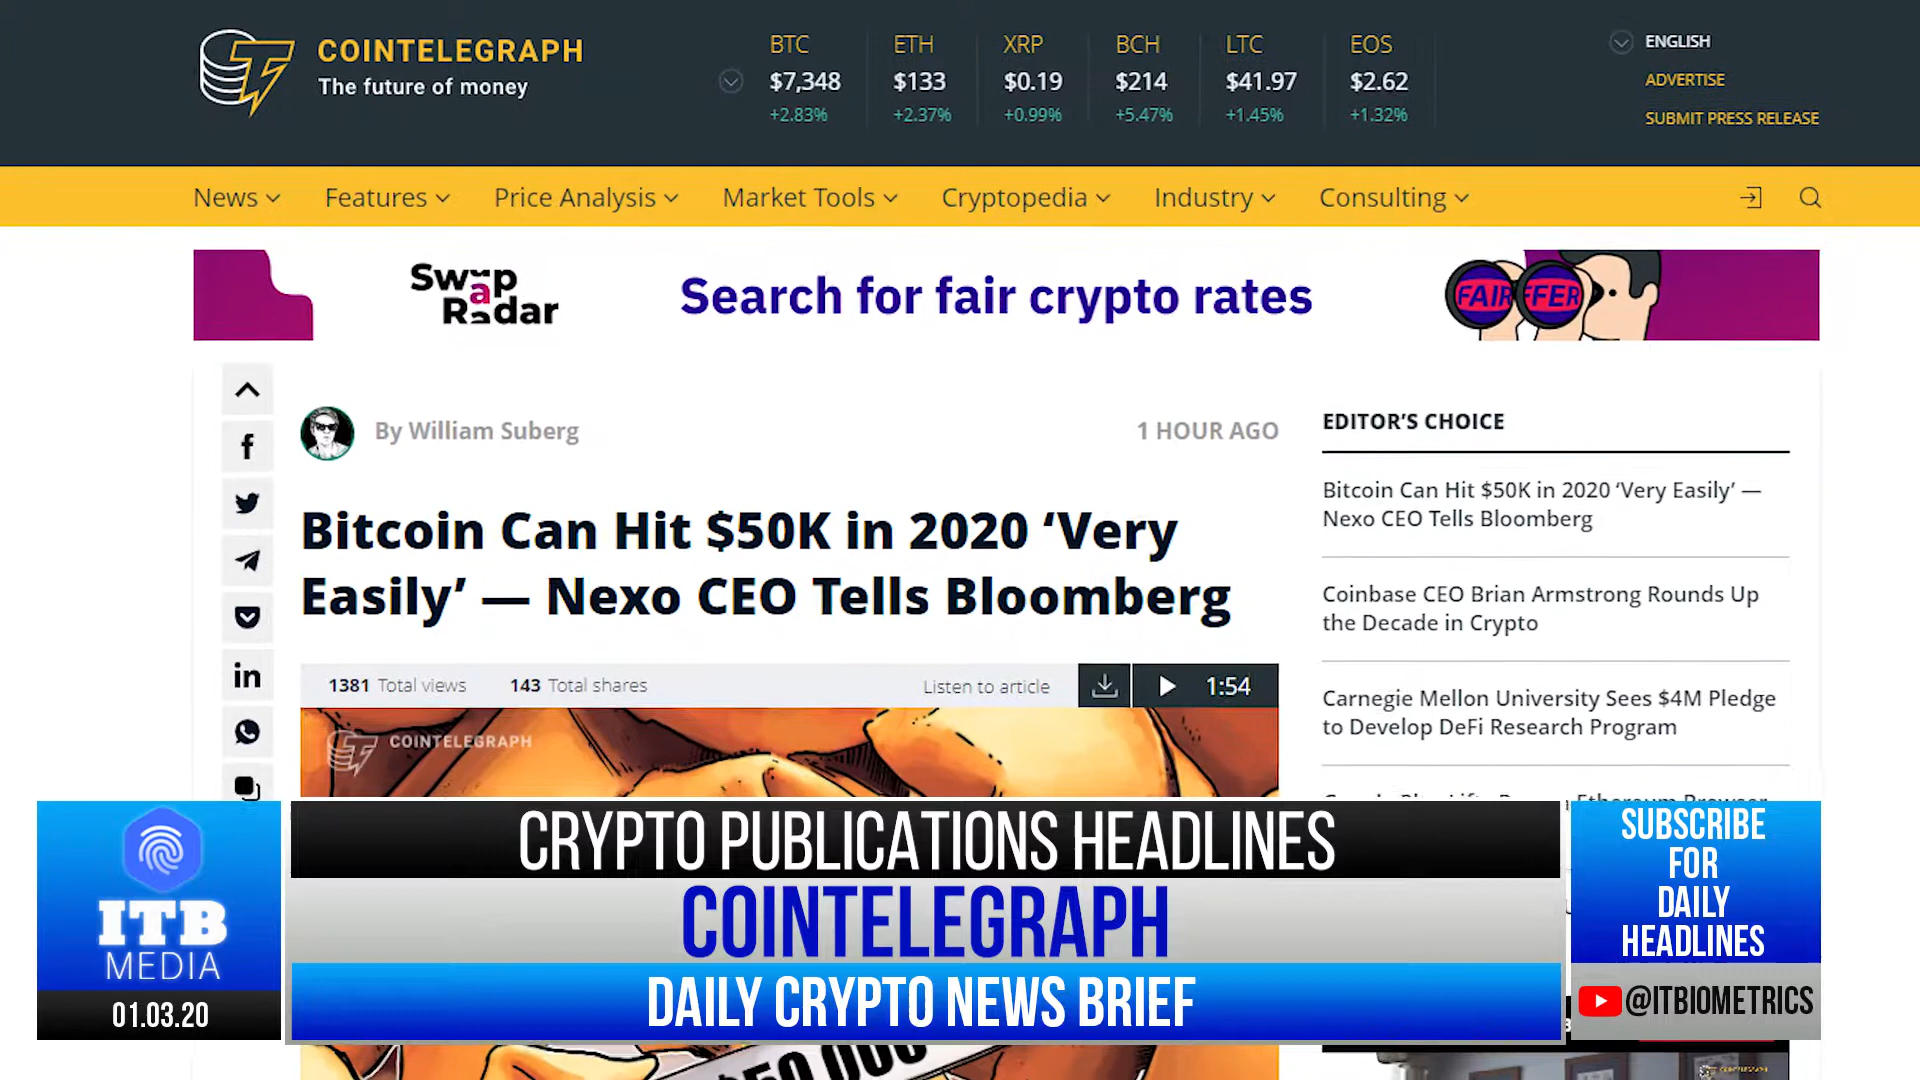 COINTELEGRAPH
The future of money
BTC
$7,348
+2.83%
ETH
$133
+2.37%
XRP
$0.19
+0.99%
BCH
$214
+5.47%
LTC
$41.97
+1.45%
EOS
$2.62
+1.32%
ENGLISH
ADVERTISE
SUBMIT PRESS RELEASE
News Features Price Analysis Market Tools Cryptopedia Industry Consulting
Swap
Radar
Search for fair crypto rates
FAIR FFER
By William Suberg
1 HOUR AGO
Bitcoin Can Hit $50K in 2020 ‘Very
Easily’ — Nexo CEO Tells Bloomberg
1381 Total views 143 Total shares
Listen to article
1:54
COINTELEGRAPH
EDITOR’S CHOICE
Bitcoin Can Hit $50K in 2020 ‘Very Easily’ —
Nexo CEO Tells Bloomberg
Coinbase CEO Brian Armstrong Rounds Up
the Decade in Crypto
Carnegie Mellon University Sees $4M Pledge
to Develop DeFi Research Program
CRYPTO PUBLICATIONS HEADLINES
COINTELEGRAPH
DAILY CRYPTO NEWS BRIEF
ITB
MEDIA
01.03.20
SUBSCRIBE
FOR
DAILY
HEADLINES
@ITBIOMETRICS
COINTELEGRAPH